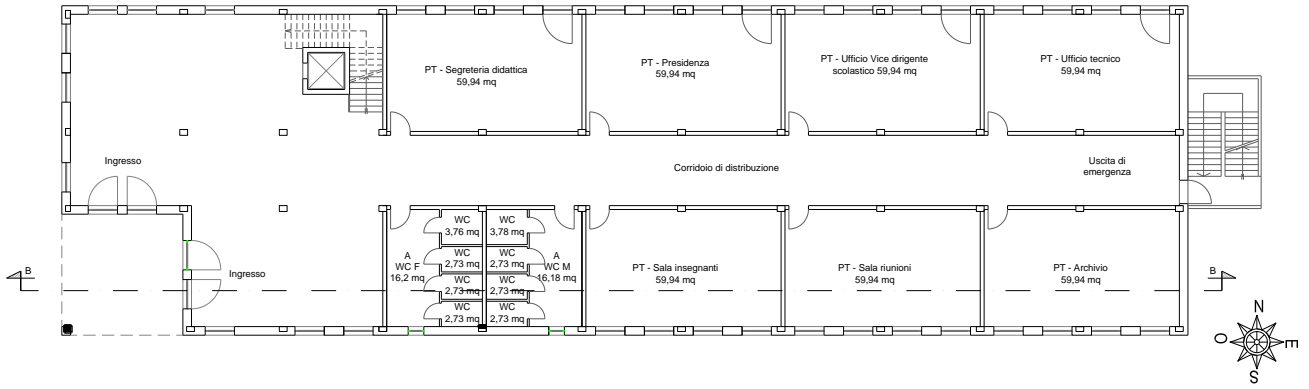 PT - Segreteria didattica
59,94 mq
PT - Presidenza
59,94 mq
PT - Ufficio Vice dirigente
scolastico 59,94 mq
PT - Ufficio tecnico
59,94 mq
Ingresso
Corridoio di distribuzione
Uscita di
emergenza
Ingresso
A
WC F
16,2 mq
WC
3,76 mq
WC
2,73 mq
WC
2,73 mq
WC
2,73 mq
WC
3,78 mq
WC
2,73 mq
WC
2,73 mq
WC
2,73 mq
A
WC M
16,18 mq
PT - Sala insegnanti
59,94 mq
PT - Sala riunioni
59,94 mq
PT - Archivio
59,94 mq
B
B
N
O
E
S